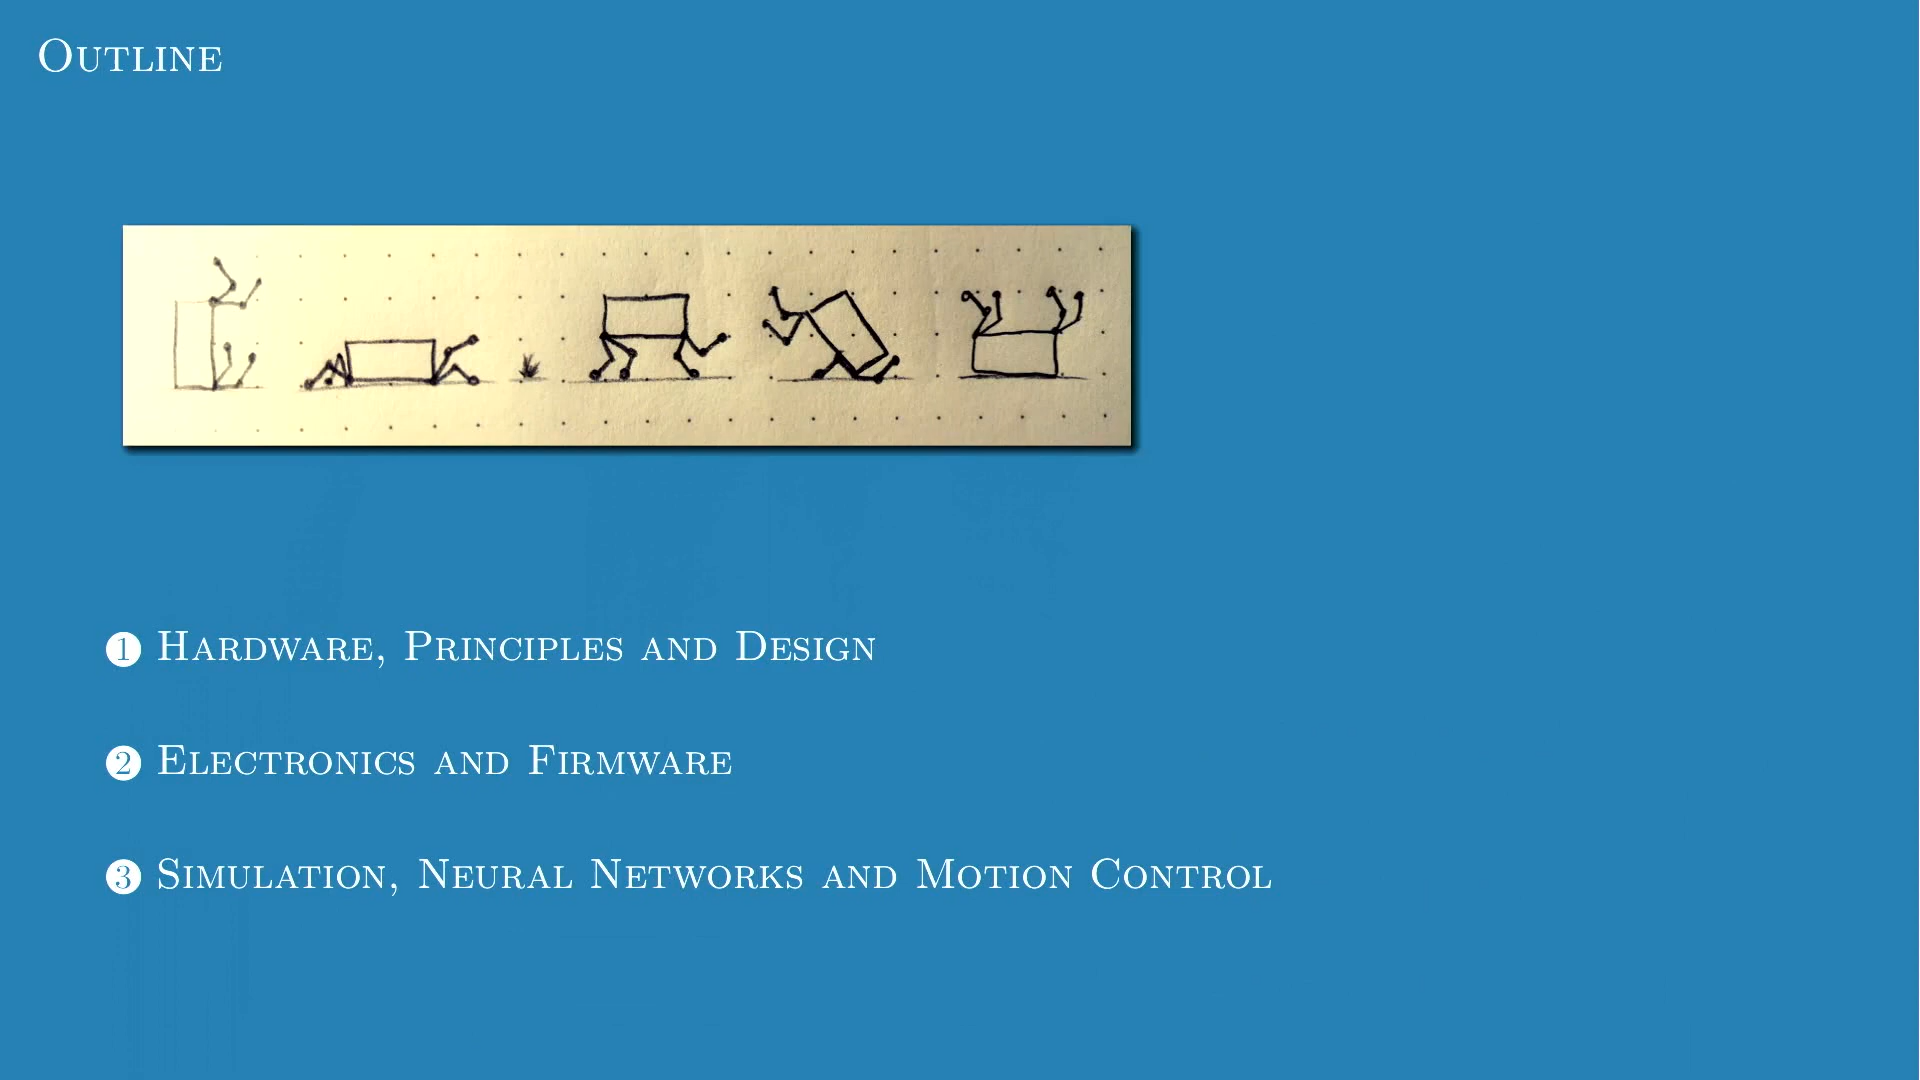 Outline
1 Hardware, Principles and Design
2 Electronics and Firmware
3 Simulation, Neural Networks and Motion Control